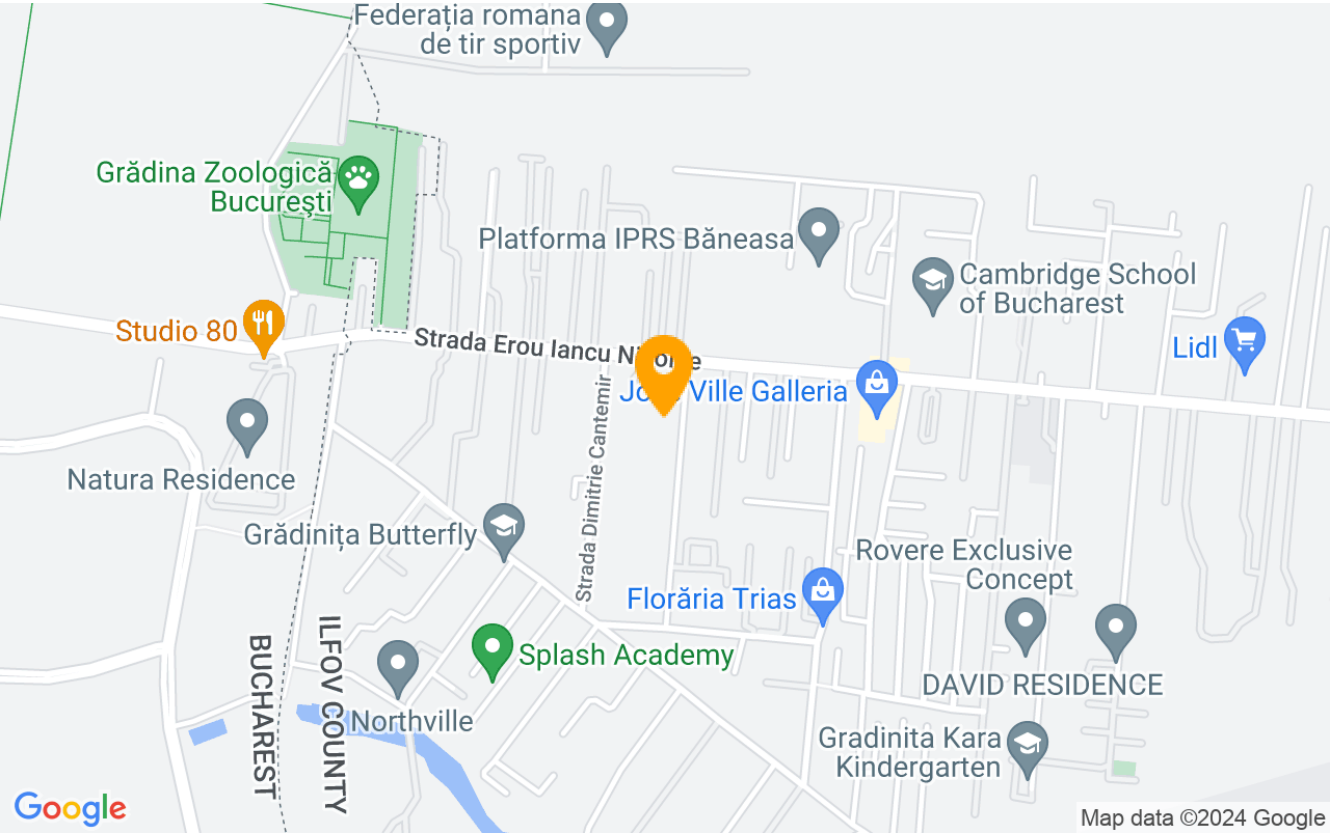 Federația romana
de tir sportiv
Grădina Zoologică
București
Platforma IPRS Băneasa
Cambridge School
of Bucharest
Studio 80
Strada Erou Iancu
Lidl
Ville Galleria
Strada Dimitrie Cantemir
Natura Residence
Grădinița Butterfly
Rovere Exclusive
Concept
Florăria Trias
Splash Academy
DAVID RESIDENCE
ILFOV COUNTY
BUCHAREST
Northville
Gradinita Kara
Kindergarten
Google
Map data ©2024 Google